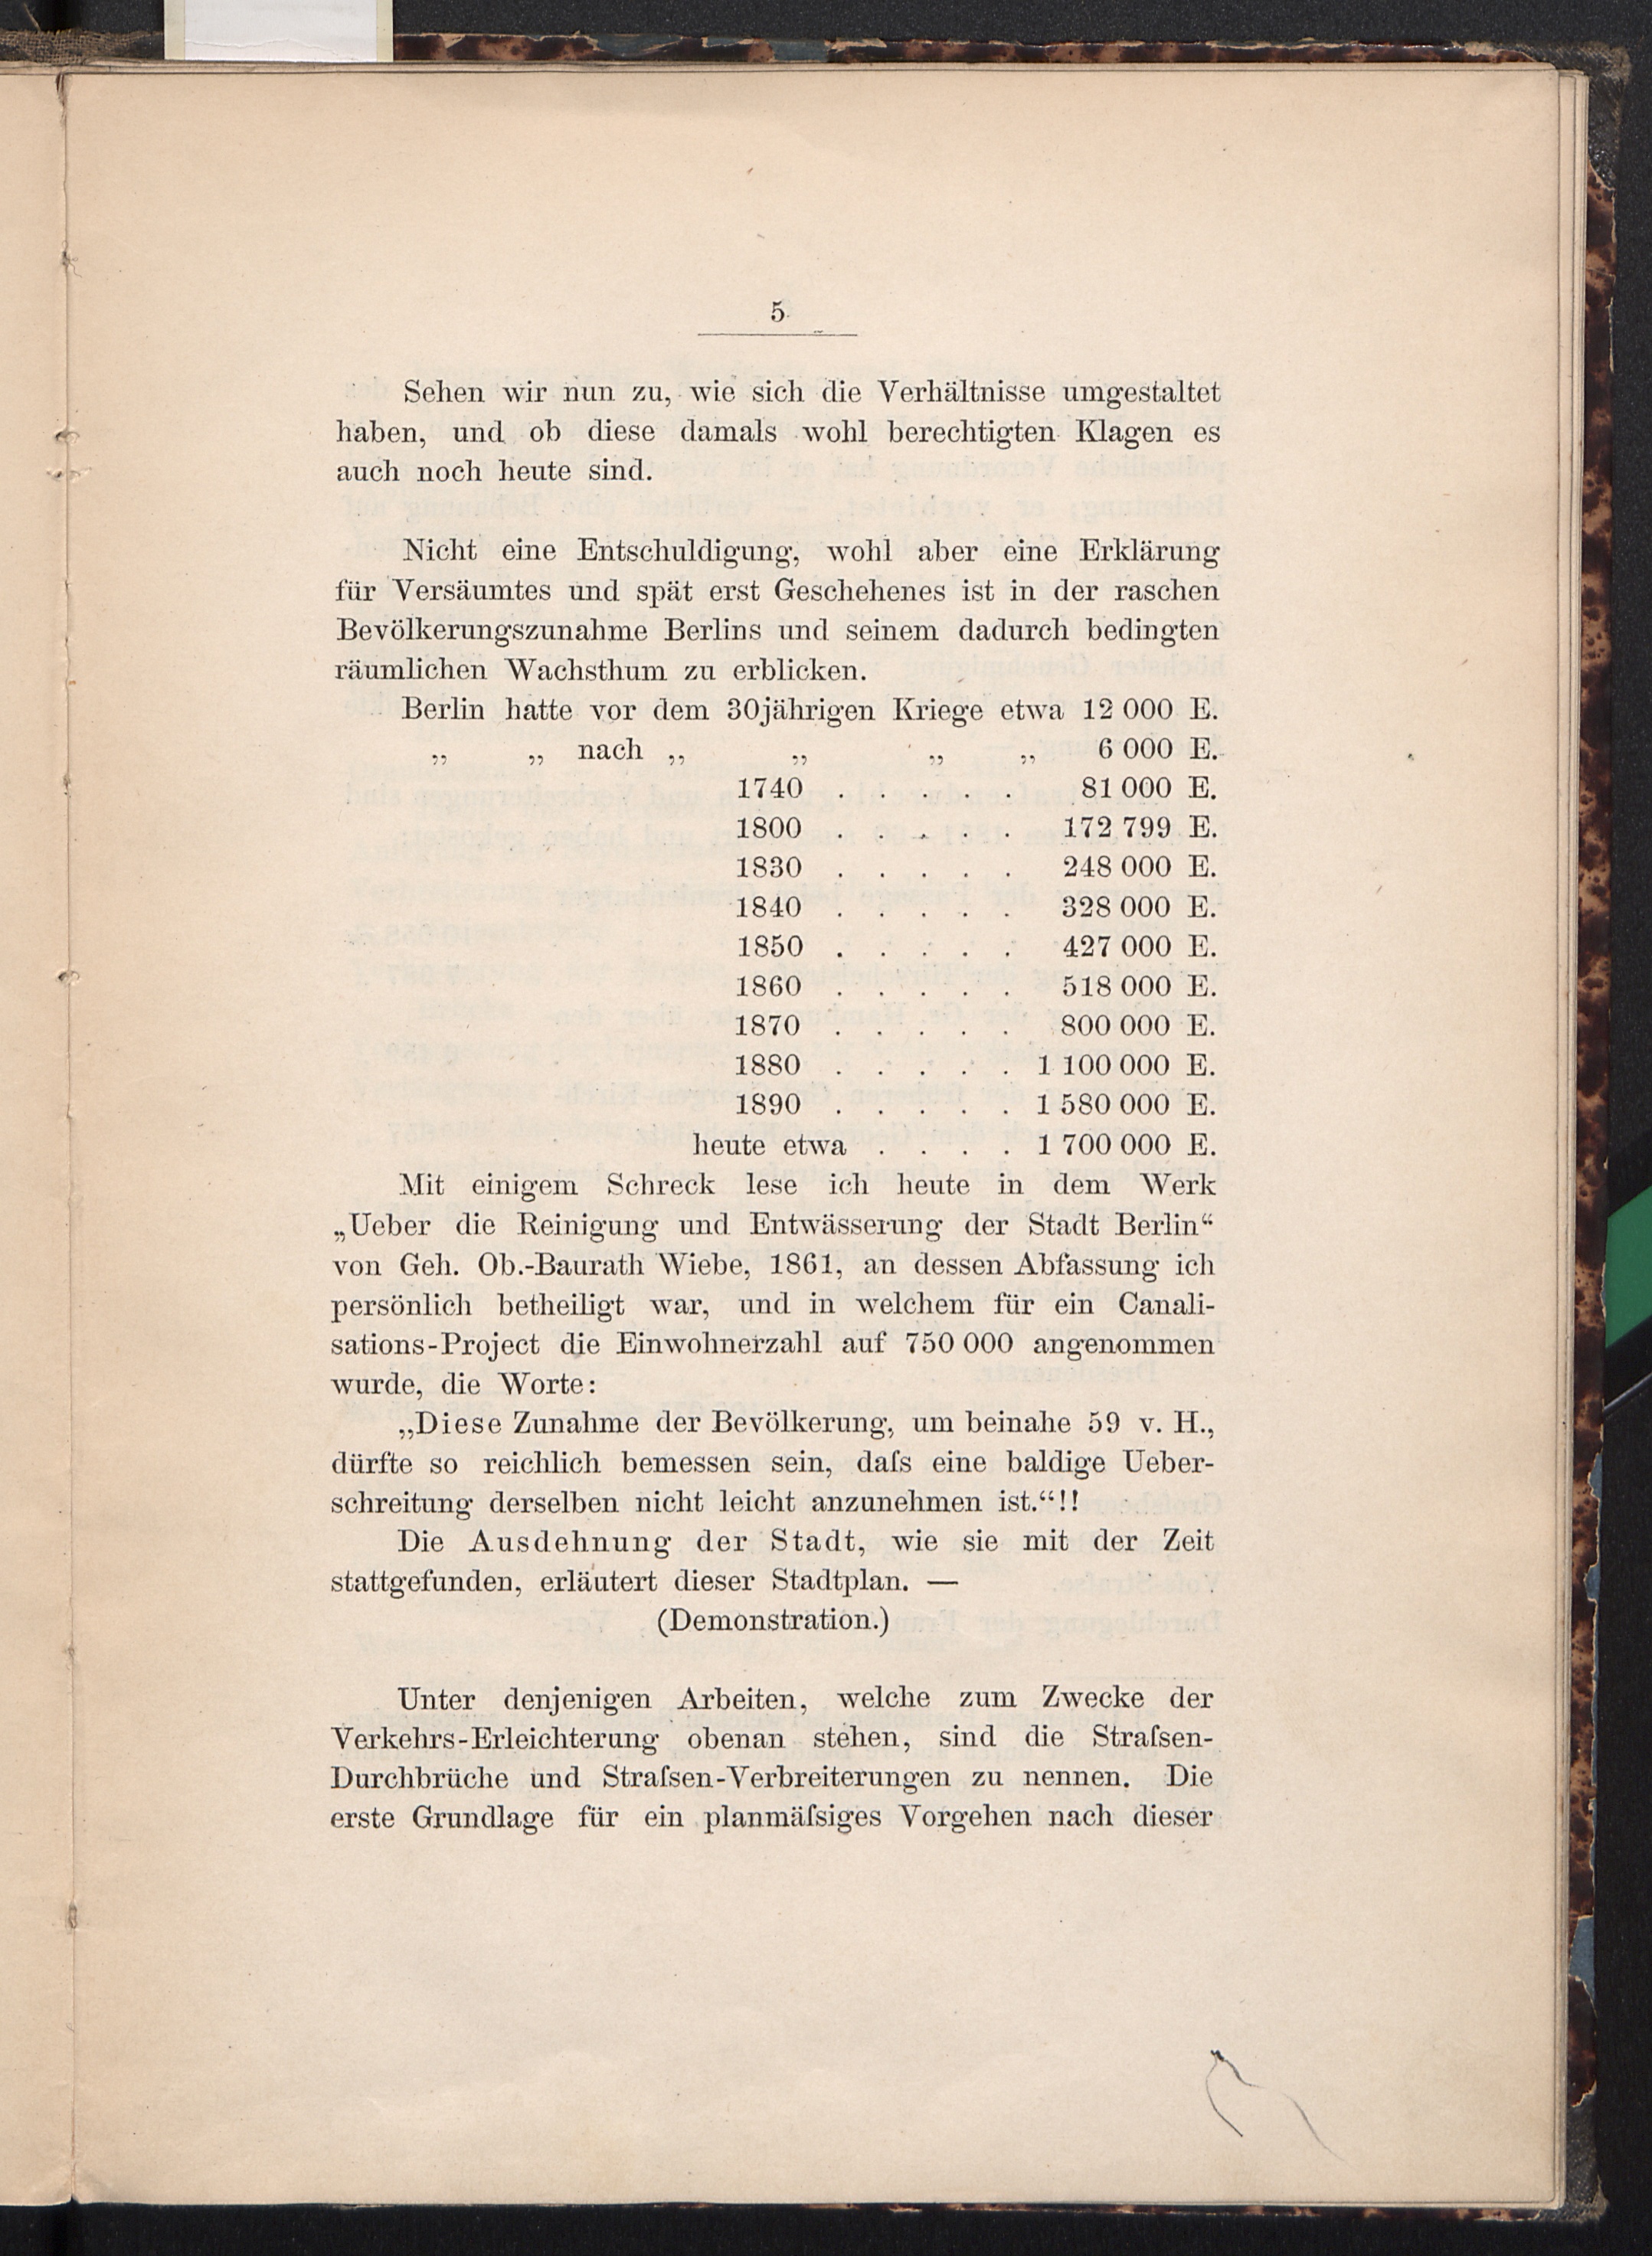 5
Sehen wir nun zu, wie sich die Verhältnisse umgestaltet
haben, und ob diese damals wohl berechtigten Klagen es
auch noch heute sind.
Nicht eine Entschuldigung, wohl aber eine Erklärung
für Versäumtes und spät erst Geschehenes ist in der raschen
Bevölkerungszunahme Berlins und seinem dadurch bedingten
räumlichen Wachsthum zu erblicken.
Berlin hatte vor dem 30jährigen Kriege etwa 12 000 E.
„ „ nach „ „ „ „ 6 000 E.
1740 . . . . . 81 000 E.
1800 . . . . . 172 799 E.
1830 . . . . . 248 000 E.
1840 . . . . . 328 000 E.
1850 . . . . . 427 000 E.
1860 . . . . . 518 000 E.
1870 . . . . . 800 000 E.
1880 . . . . . 1 100 000 E.
1890 . . . . . 1 580 000 E.
heute etwa . . . . 1 700 000 E.
Mit einigem Schreck lese ich heute in dem Werk
„Ueber die Reinigung und Entwässerung der Stadt Berlin“
von Geh. Ob.-Baurath Wiebe, 1861, an dessen Abfassung ich
persönlich betheiligt war, und in welchem für ein Canali-
sations-Project die Einwohnerzahl auf 750 000 angenommen
wurde, die Worte:
„Diese Zunahme der Bevölkerung, um beinahe 59 v. H.,
dürfte so reichlich bemessen sein, daſs eine baldige Ueber-
schreitung derselben nicht leicht anzunehmen ist.“!!
Die Ausdehnung der Stadt, wie sie mit der Zeit
stattgefunden, erläutert dieser Stadtplan. —
(Demonstration.)
Unter denjenigen Arbeiten, welche zum Zwecke der
Verkehrs-Erleichterung obenan stehen, sind die Straſsen-
Durchbrüche und Straſsen-Verbreiterungen zu nennen. Die
erste Grundlage für ein planmäſsiges Vorgehen nach dieser